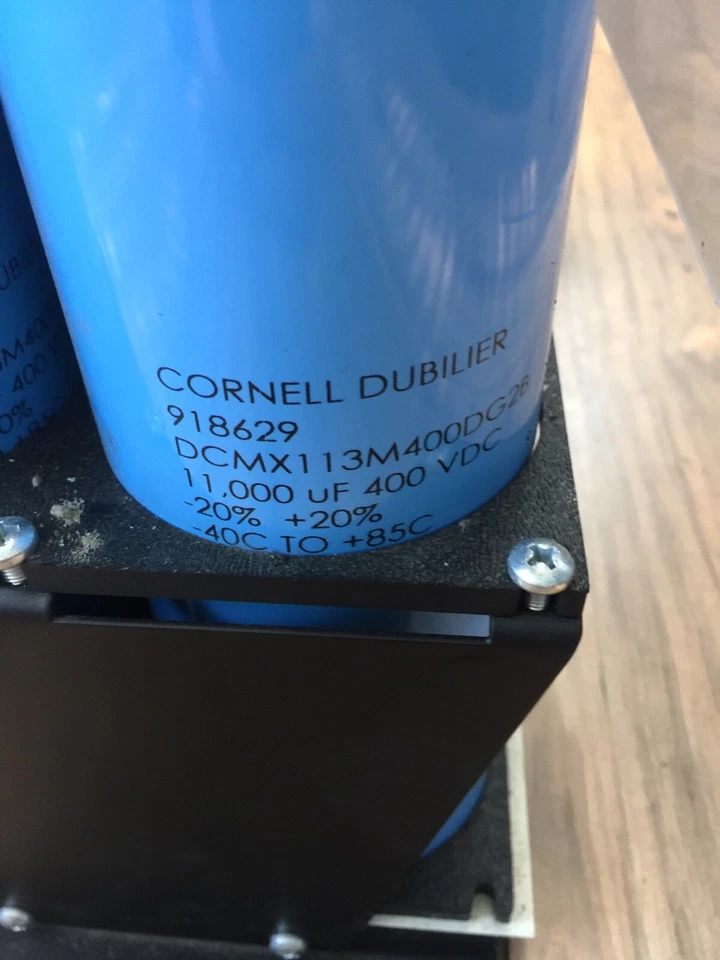 CORNELL DUBILIER
918629
DCMX113M400DG2B
11,000 UF 400 VDC
-20% +20%
-40C TO +85C